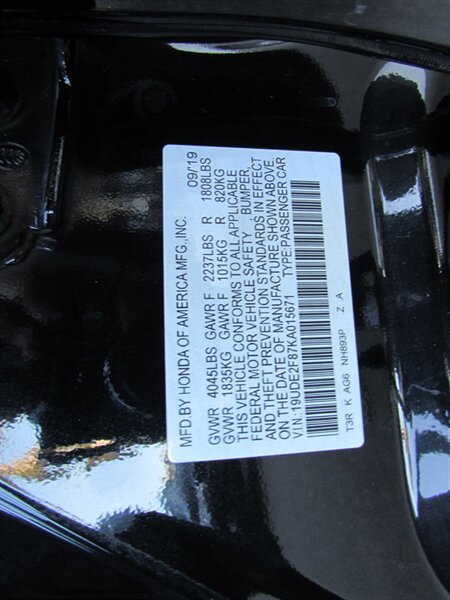 MFD.BY HONDA OF AMERICA MFG.,INC. 09/19
GVWR 4045LBS GAWR F 2237LBS R 1808LBS
GVWR 1835KG GAWR F 1015KG R 820KG
THIS VEHICLE CONFORMS TO ALL APPLICABLE
FEDERAL MOTOR VEHICLE SAFETY BUMPER,
AND THEFT PREVENTION STANDARDS IN EFFECT
ON THE DATE OF MANUFACTURE SHOWN ABOVE
VIN:19UDE2F87KA015671 TYPE:PASSENGER CAR
T3R K AG6 NH893P Z A